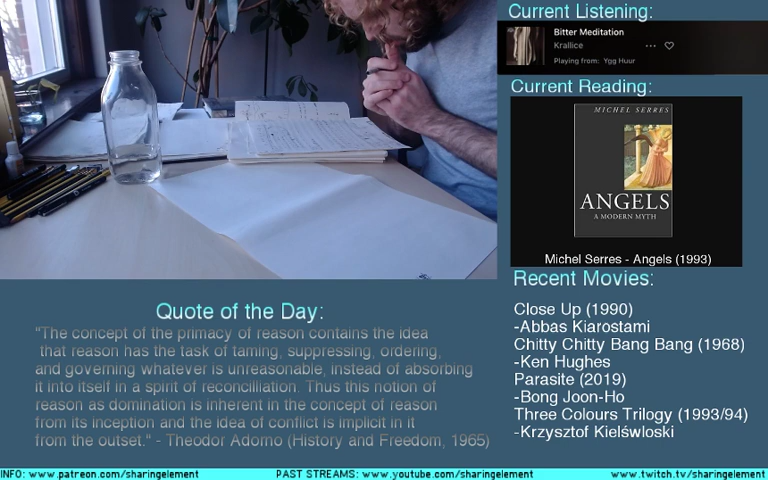 Current Listening:
Bitter Meditation
Krallice
Playing from: Ygg Huur
Current Reading:
MICHEL SERRES
ANGELS
A MODERN MYTH
Michel Serres - Angels (1993)
Recent Movies:
Close Up (1990)
-Abbas Kiarostami
Chitty Chitty Bang Bang (1968)
-Ken Hughes
Parasite (2019)
-Bong Joon-Ho
Three Colours Trilogy (1993/94)
-Krzysztof Kielśwloski
Quote of the Day:
"The concept of the primacy of reason contains the idea
that reason has the task of taming, suppressing, ordering,
and governing whatever is unreasonable, instead of absorbing
it into itself in a spirit of reconcilliation. Thus this notion of
reason as domination is inherent in the concept of reason
from its inception and the idea of conflict is implicit in it
from the outset." - Theodor Adorno (History and Freedom, 1965)
INFO: www.patreon.com/sharingelement
PAST STREAMS: www.youtube.com/sharingelement
www.twitch.tv/sharingelement